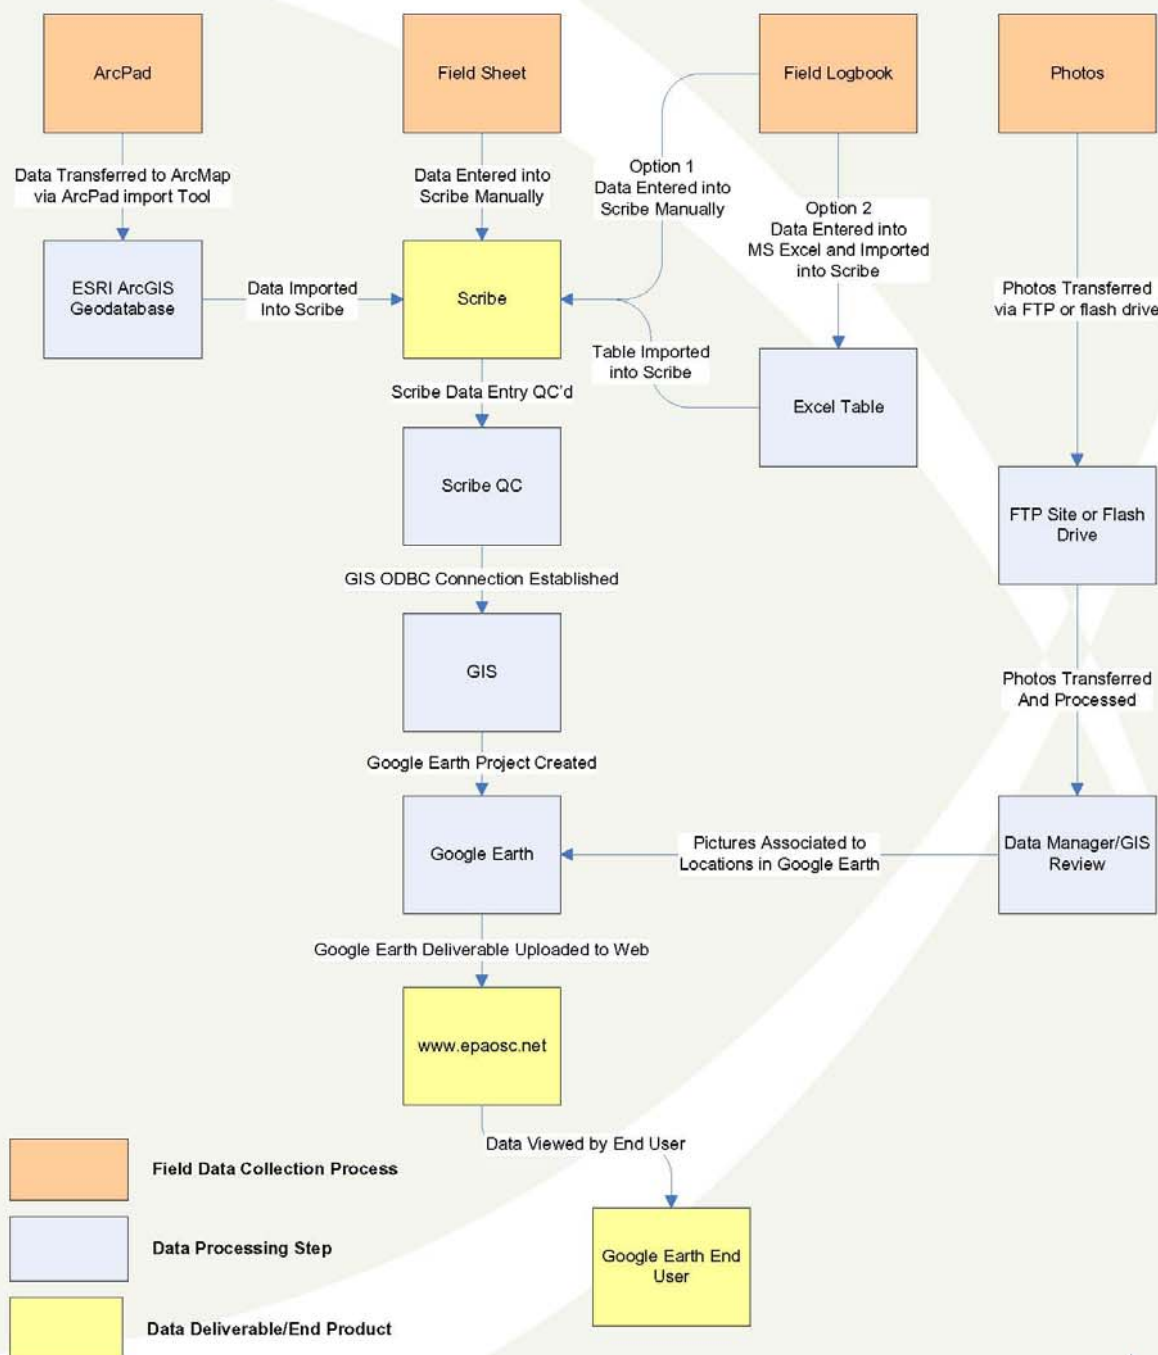 ArcPad
Field Sheet
Field Logbook
Photos
Data Transferred to ArcMap
via ArcPad import Tool
Data Entered into
Scribe Manually
Option 1
Data Entered into
Scribe Manually
Option 2
Data Entered into
MS Excel and Imported
into Scribe
Photos Transferred
via FTP or flash drive
ESRI ArcGIS
Geodatabase
Data Imported
Into Scribe
Scribe
Table Imported
into Scribe
Excel Table
Scribe Data Entry QC'd
Scribe QC
FTP Site or Flash
Drive
GIS ODBC Connection Established
GIS
Photos Transferred
And Processed
Google Earth Project Created
Google Earth
Pictures Associated to
Locations in Google Earth
Data Manager/GIS
Review
Google Earth Deliverable Uploaded to Web
www.epaosc.net
Data Viewed by End User
Google Earth End
User
Field Data Collection Process
Data Processing Step
Data Deliverable/End Product